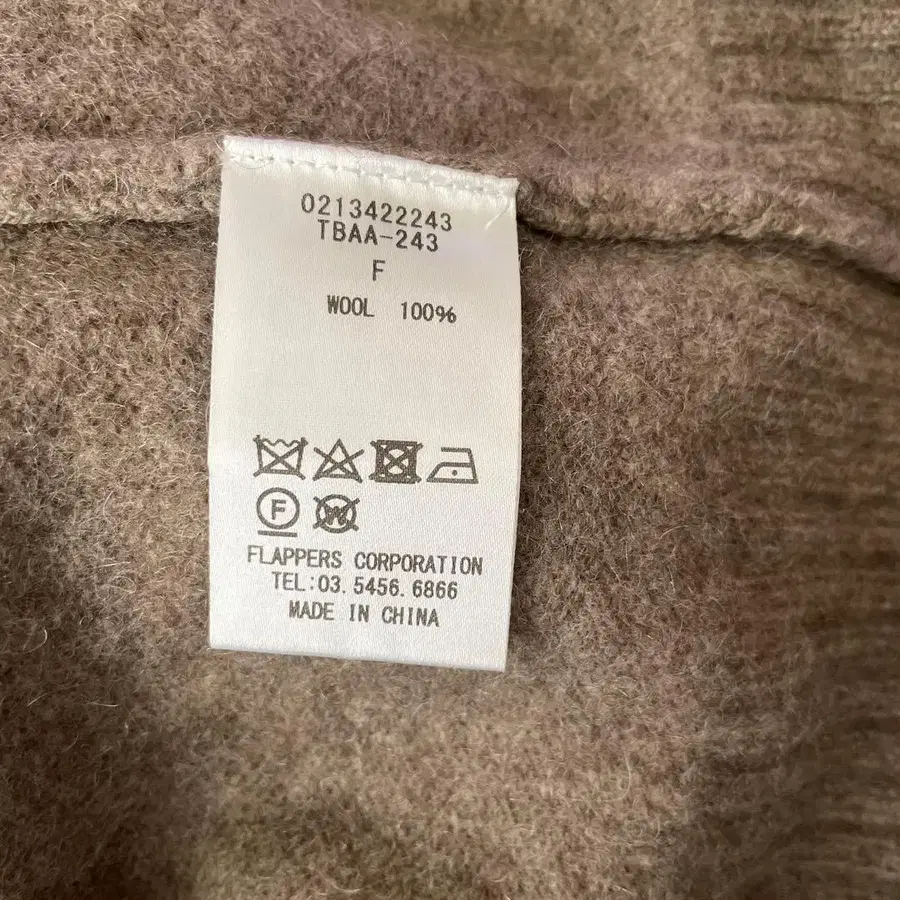 0213422243
TBAA-243
F
WOOL 100%
F W
FLAPPERS CORPORATION
TEL:03.5456.6866
MADE IN CHINA